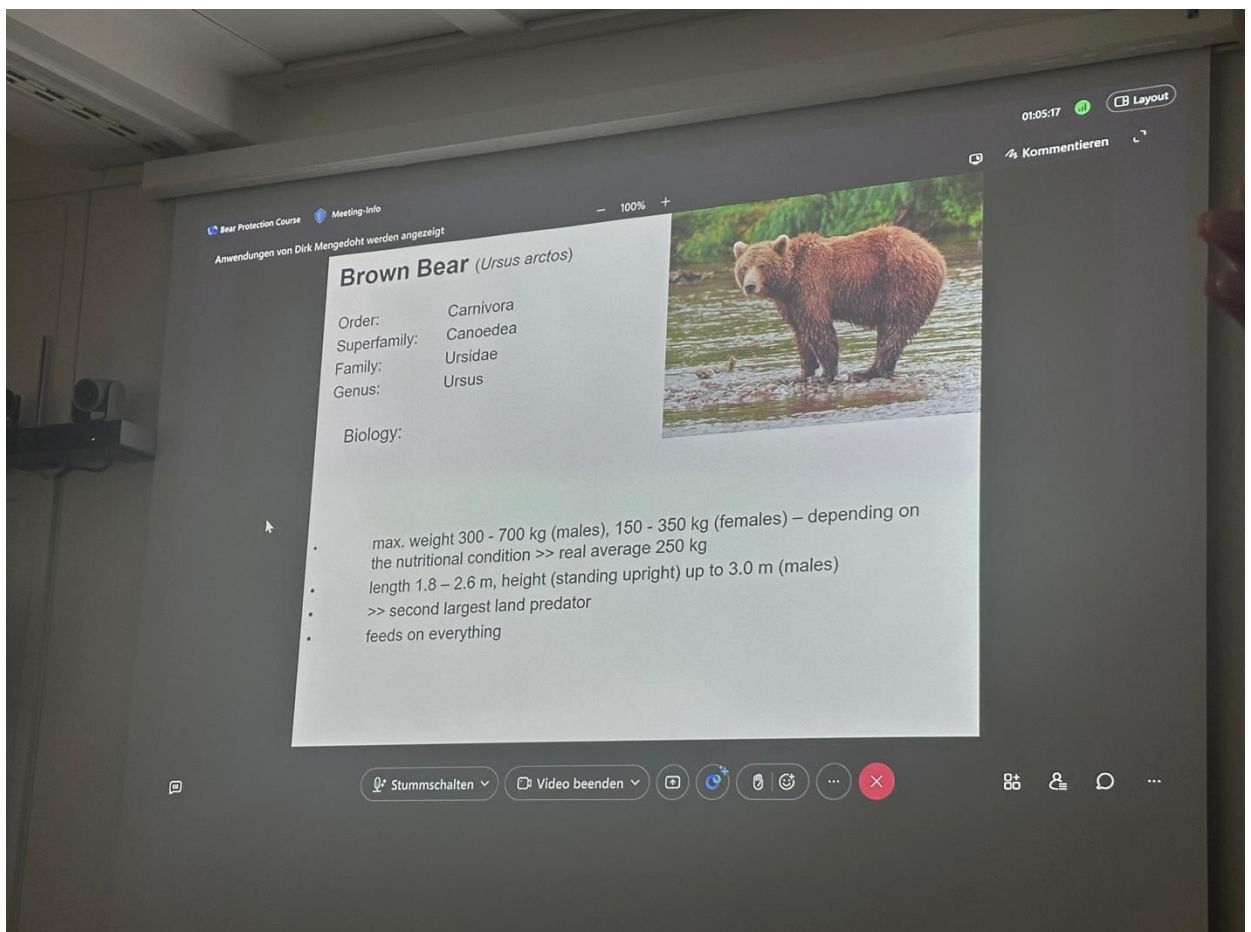 01:05:17
Layout
Kommentieren
Bear Protection Course Meeting-Info
100%
Anwendungen von Dirk Mengedoht werden angezeigt
Brown Bear (Ursus arctos)
Order: Carnivora
Superfamily: Canoedea
Family: Ursidae
Genus: Ursus
Biology:
• max. weight 300 - 700 kg (males), 150 - 350 kg (females) – depending on
the nutritional condition >> real average 250 kg
• length 1.8 – 2.6 m, height (standing upright) up to 3.0 m (males)
• >> second largest land predator
• feeds on everything
Stummschalten Video beenden